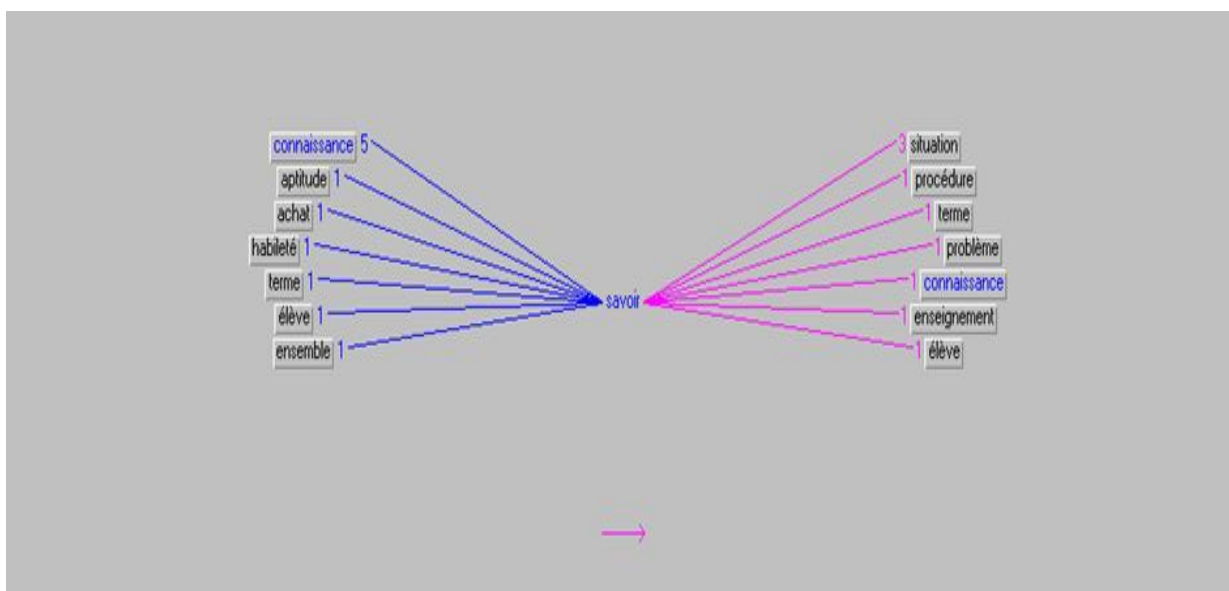 connaissance 5
aptitude 1
achat 1
habileté 1
terme 1
élève 1
ensemble 1
savoir
3 situation
1 procédure
1 terme
1 problème
1 connaissance
1 enseignement
1 élève